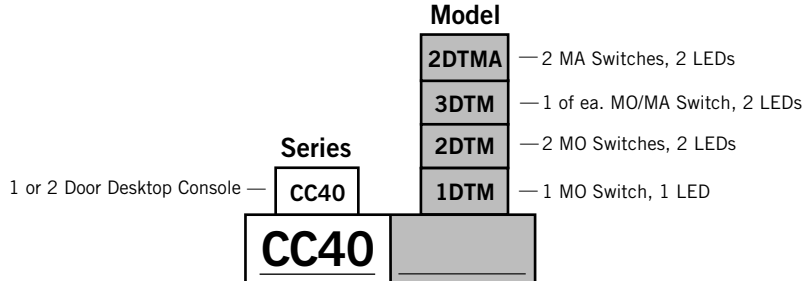 Model
2DTMA — 2 MA Switches, 2 LEDs
3DTM — 1 of ea. MO/MA Switch, 2 LEDs
Series
2DTM — 2 MO Switches, 2 LEDs
1 or 2 Door Desktop Console — CC40
1DTM — 1 MO Switch, 1 LED
CC40